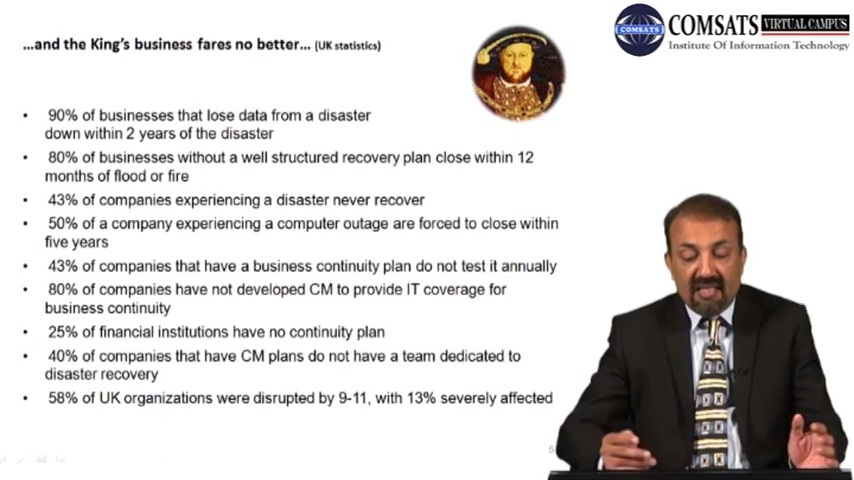 ...and the King's business fares no better... (UK statistics)
COMSATS VIRTUAL CAMPUS
Institute Of Information Technology
COMSATS
• 90% of businesses that lose data from a disaster
down within 2 years of the disaster
• 80% of businesses without a well structured recovery plan close within 12
months of flood or fire
• 43% of companies experiencing a disaster never recover
• 50% of a company experiencing a computer outage are forced to close within
five years
• 43% of companies that have a business continuity plan do not test it annually
• 80% of companies have not developed CM to provide IT coverage for
business continuity
• 25% of financial institutions have no continuity plan
• 40% of companies that have CM plans do not have a team dedicated to
disaster recovery
• 58% of UK organizations were disrupted by 9-11, with 13% severely affected